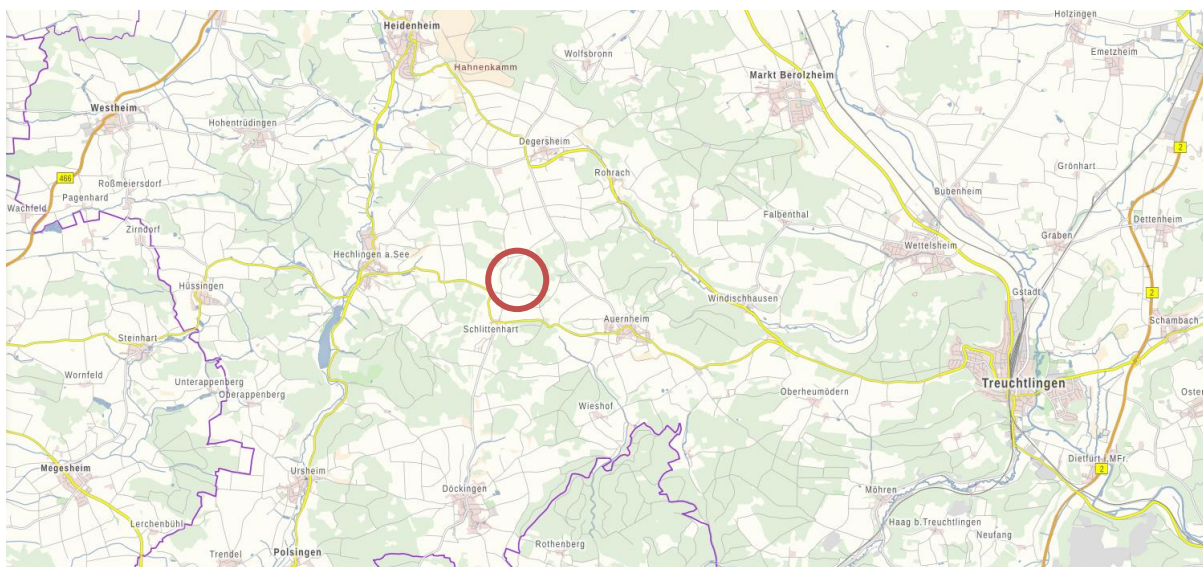 Heidenheim
Holzingen
Emetzheim
Wolfsbronn
Hahnenkamm
Markt Berolzheim
Westheim
Hohentrüdingen
Degersheim
2
Grönhart
Rohrach
466
Roßmeiersdorf
Pagenhard
Bubenheim
Wachfeld
Falbenthal
Dettenheim
Zirndorf
Graben
Wettelsheim
Hechlingen a.See
Hüssingen
Gstadt
2
Windischhausen
Auernheim
Schambach
Schlittenhart
Steinhart
Wornfeld
Unterappenberg
Oberappenberg
Oberheumödern
Treuchtlingen
Oster
Wieshof
Dietfurt i.MFr.
Megesheim
Ursheim
2
Döckingen
Möhren
Lerchenbühl
Haag b.Treuchtlingen
Neufang
Rothenberg
Trendel
Polsingen